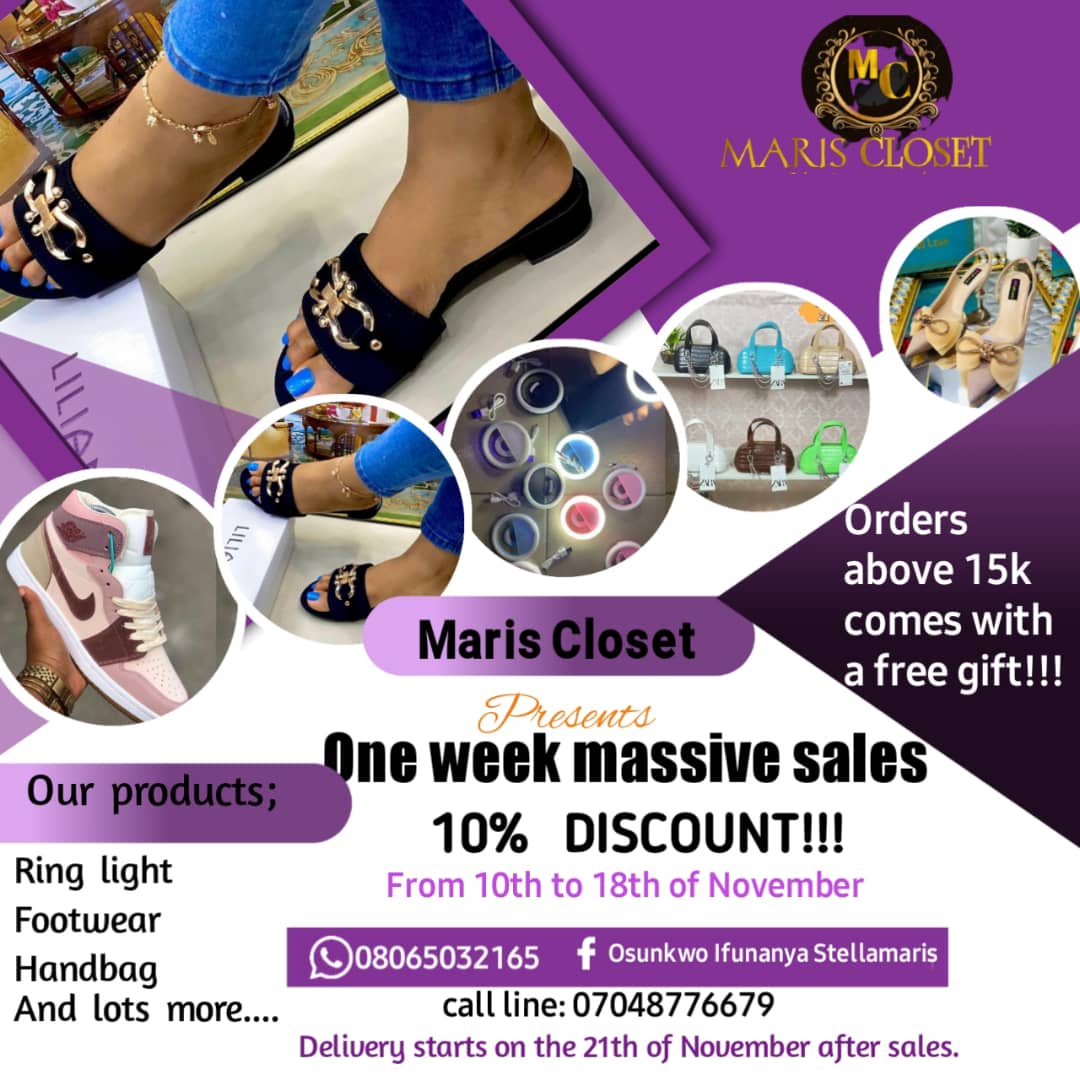 MC
MARIS CLOSET
Orders
above 15k
comes with
a free gift!!!
Maris Closet
Presents
One week massive sales
10% DISCOUNT!!!
From 10th to 18th of November
Our products;
Ring light
Footwear
Handbag
And lots more....
08065032165 Osunkwo Ifunanya Stellamaris
call line: 07048776679
Delivery starts on the 21th of November after sales.